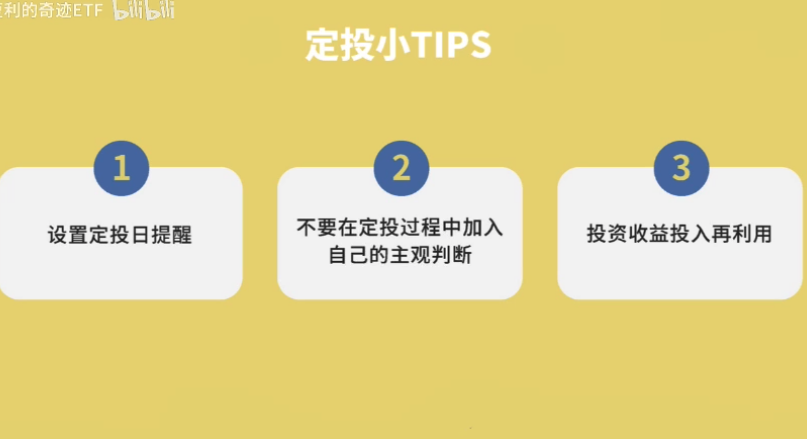 利的奇迹ETF bilibili
定投小TIPS
1
设置定投日提醒
2
不要在定投过程中加入
自己的主观判断
3
投资收益投入再利用